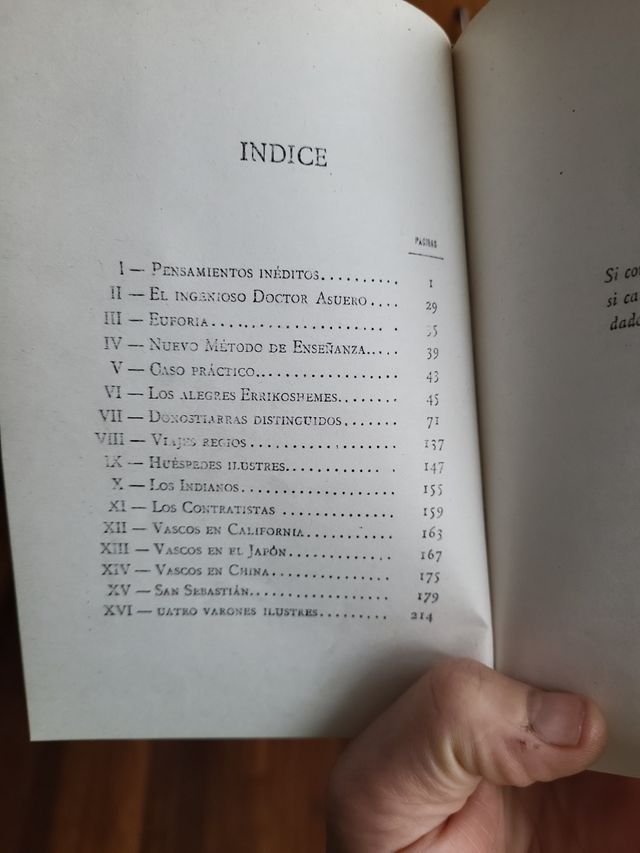 INDICE
PAGINAS
I — PENSAMIENTOS INÉDITOS.......... 1
II — EL INGENIOSO DOCTOR ASUERO.... 29
III — EUFORIA...................... 35
IV — NUEVO MÉTODO DE ENSEÑANZA..... 39
V — CASO PRÁCTICO.................. 43
VI — LOS ALEGRES ERRIKOSHEMES....... 45
VII — DONOSTIARRAS DISTINGUIDOS....... 71
VIII — VIAJES REGIOS .................. 137
IX — HUÉSPEDES ILUSTRES............. 147
X — LOS INDIANOS.................... 155
XI — LOS CONTRATISTAS ............... 159
XII — VASCOS EN CALIFORNIA........... 163
XIII — VASCOS EN EL JAPÓN............. 167
XIV — VASCOS EN CHINA............... 175
XV — SAN SEBASTIÁN.................. 179
XVI — UATRO VARONES ILUSTRES......... 214
Si
si